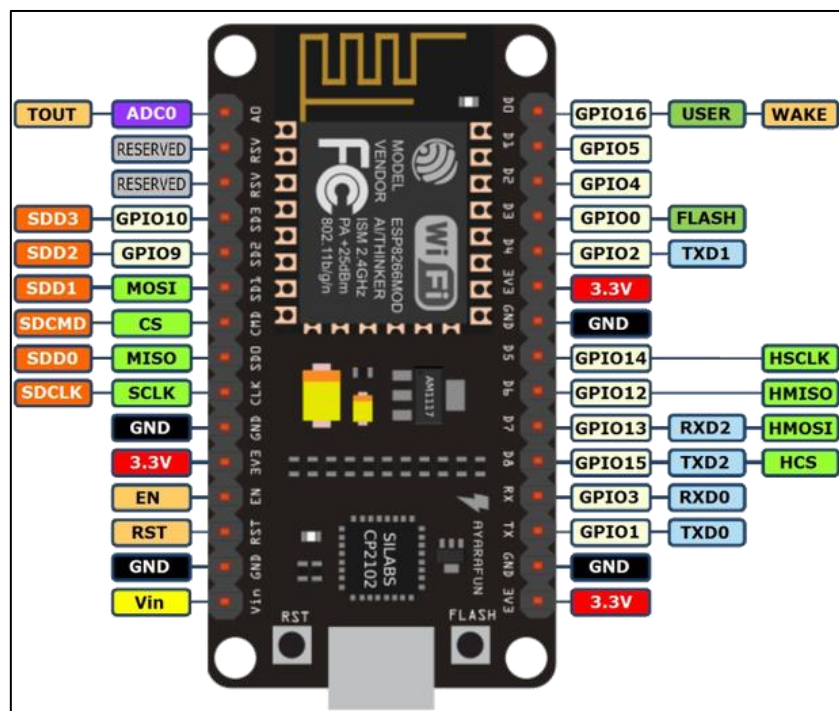 TOUT ADC0 A0 D0 GPIO16 USER WAKE
RESERVED RSV D1 GPIO5
RESERVED RSV D2 GPIO4
SDD3 GPIO10 SD3 D3 GPIO0 FLASH
SDD2 GPIO9 SD2 D4 GPIO2 TXD1
SDD1 MOSI SD1 3V3 3.3V
SDCMD CS CMD GND GND
SDD0 MISO SD0 D5 GPIO14 HSCLK
SDCLK SCLK CLK D6 GPIO12 HMISO
GND GND D7 GPIO13 RXD2 HMOSI
3.3V 3V3 D8 GPIO15 TXD2 HCS
EN EN RX GPIO3 RXD0
RST RST TX GPIO1 TXD0
GND GND GND GND
Vin Vin 3V3 3.3V
MODEL ESP8266MOD
VENDOR AI/THINKER
ISM 2.4GHz
PA +25dBm
802.11b/g/n
FC
Wi Fi
AM1117
SILABS
CP2102
AYARAFUN
RST
FLASH